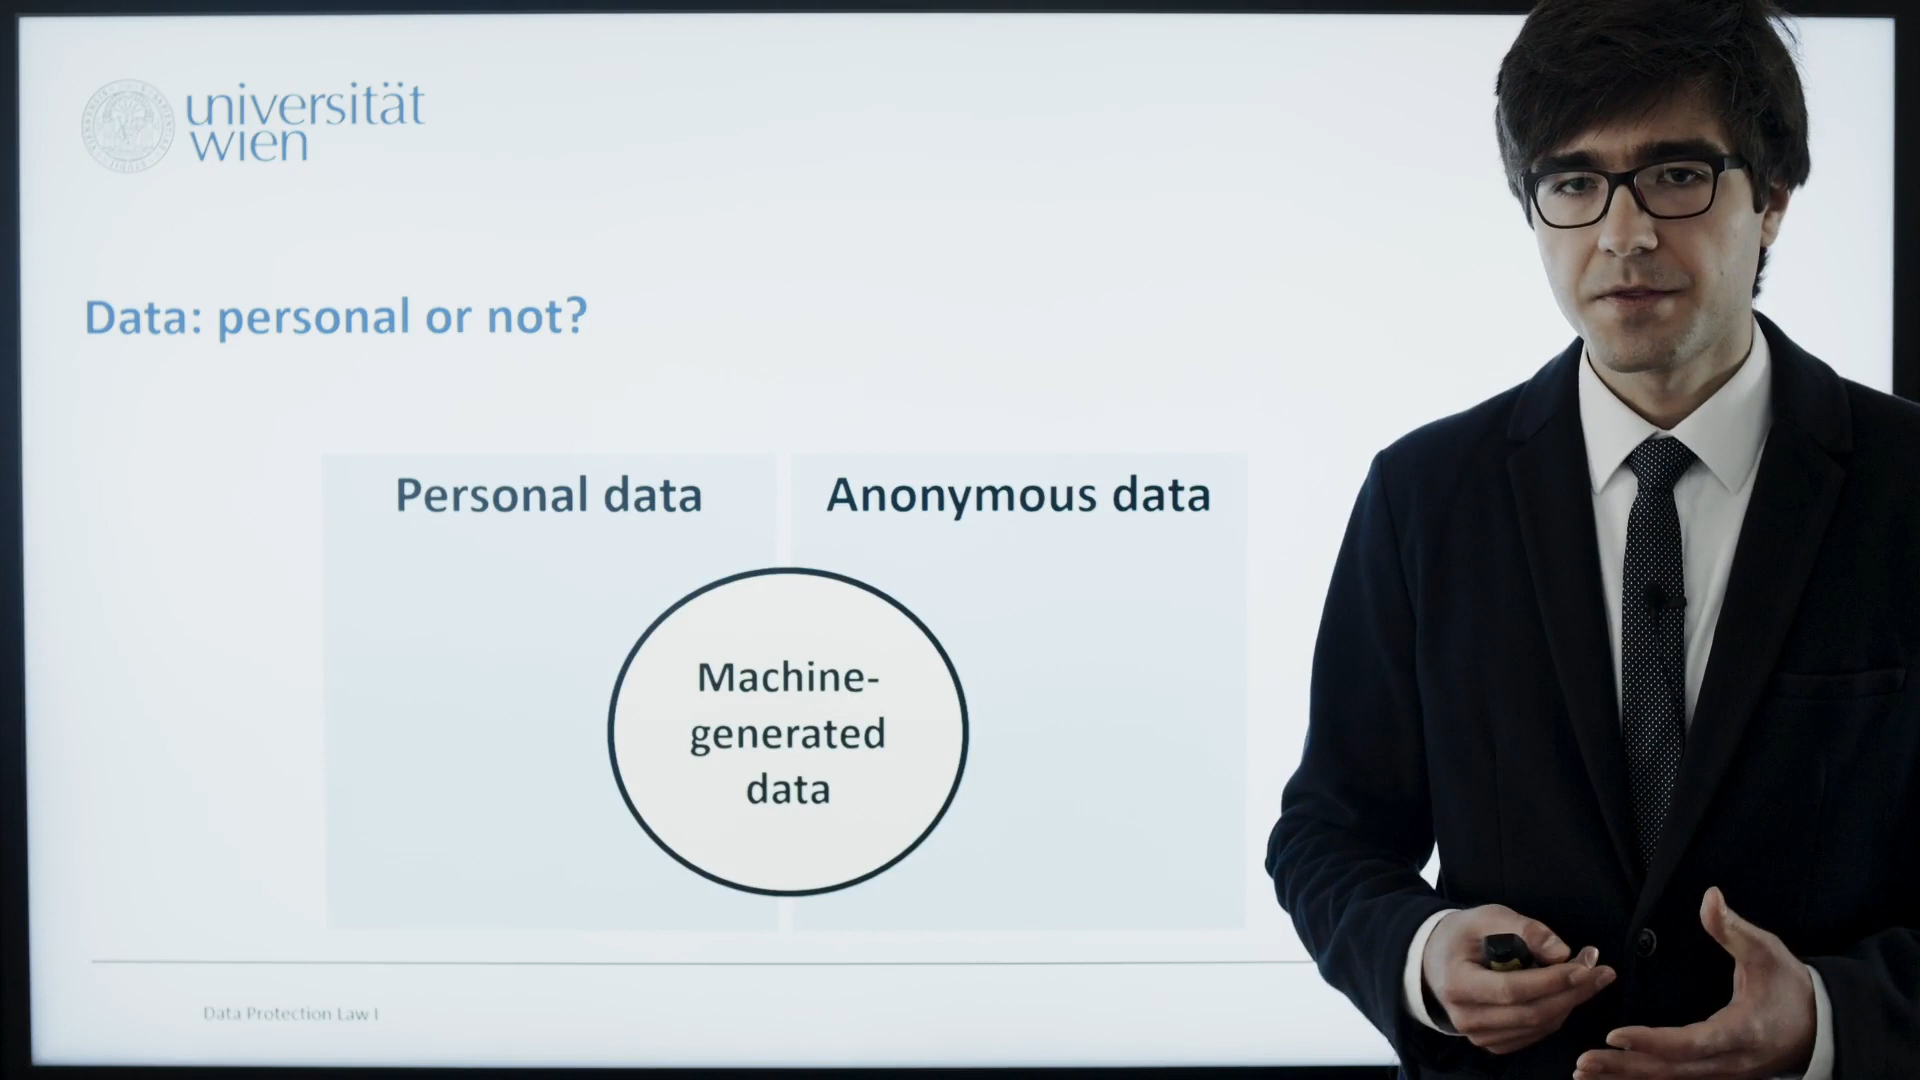 universität
wien
Data: personal or not?
Personal data
Anonymous data
Machine-
generated
data
Data Protection Law I